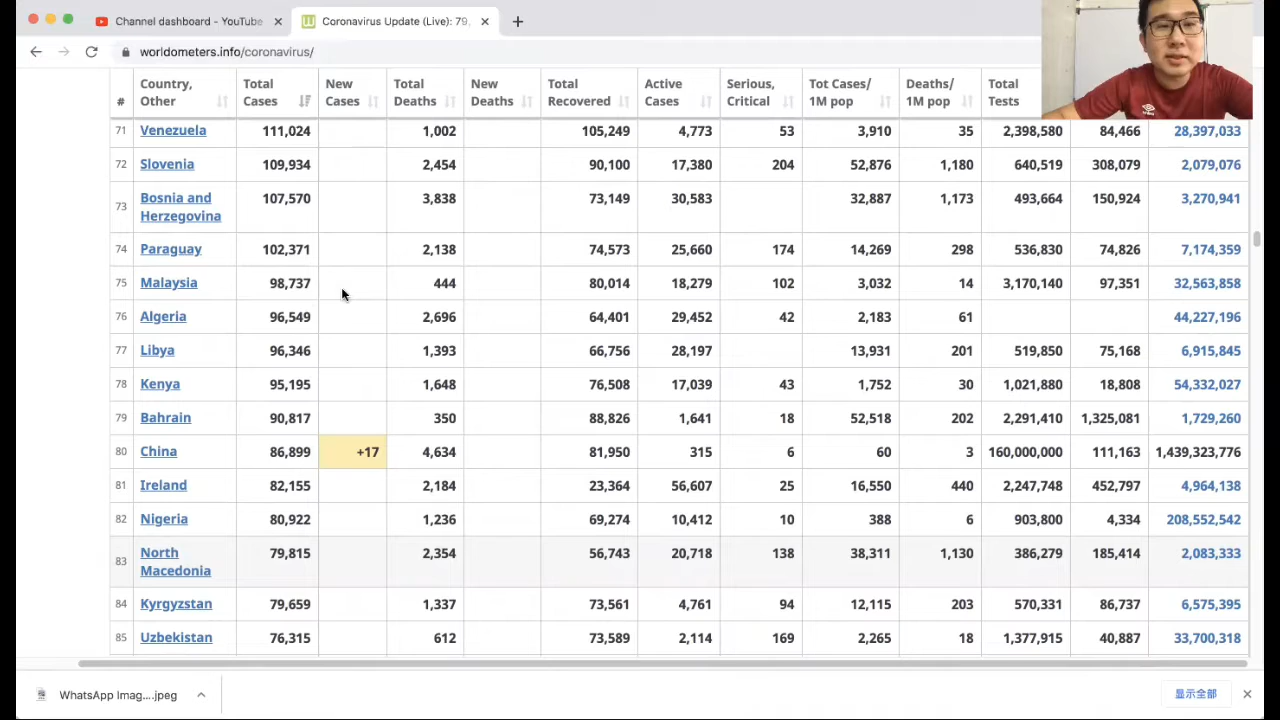 Channel dashboard - YouTube
Coronavirus Update (Live): 79,
worldometers.info/coronavirus/
# Country, Other Total Cases New Cases Total Deaths New Deaths Total Recovered Active Cases Serious, Critical Tot Cases/ 1M pop Deaths/ 1M pop Total Tests
71 Venezuela 111,024 1,002 105,249 4,773 53 3,910 35 2,398,580 84,466 28,397,033
72 Slovenia 109,934 2,454 90,100 17,380 204 52,876 1,180 640,519 308,079 2,079,076
73 Bosnia and Herzegovina 107,570 3,838 73,149 30,583 32,887 1,173 493,664 150,924 3,270,941
74 Paraguay 102,371 2,138 74,573 25,660 174 14,269 298 536,830 74,826 7,174,359
75 Malaysia 98,737 444 80,014 18,279 102 3,032 14 3,170,140 97,351 32,563,858
76 Algeria 96,549 2,696 64,401 29,452 42 2,183 61 44,227,196
77 Libya 96,346 1,393 66,756 28,197 13,931 201 519,850 75,168 6,915,845
78 Kenya 95,195 1,648 76,508 17,039 43 1,752 30 1,021,880 18,808 54,332,027
79 Bahrain 90,817 350 88,826 1,641 18 52,518 202 2,291,410 1,325,081 1,729,260
80 China 86,899 +17 4,634 81,950 315 6 60 3 160,000,000 111,163 1,439,323,776
81 Ireland 82,155 2,184 23,364 56,607 25 16,550 440 2,247,748 452,797 4,964,138
82 Nigeria 80,922 1,236 69,274 10,412 10 388 6 903,800 4,334 208,552,542
83 North Macedonia 79,815 2,354 56,743 20,718 138 38,311 1,130 386,279 185,414 2,083,333
84 Kyrgyzstan 79,659 1,337 73,561 4,761 94 12,115 203 570,331 86,737 6,575,395
85 Uzbekistan 76,315 612 73,589 2,114 169 2,265 18 1,377,915 40,887 33,700,318
WhatsApp Imag....jpeg
显示全部